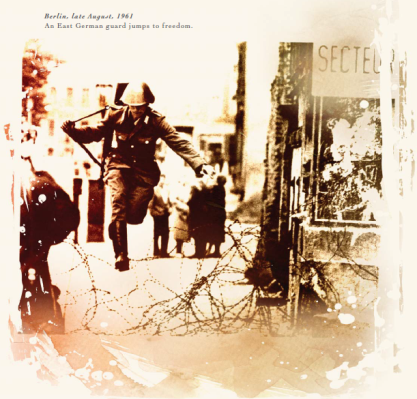 Berlin, late August, 1961
An East German guard jumps to freedom.
SECTEU